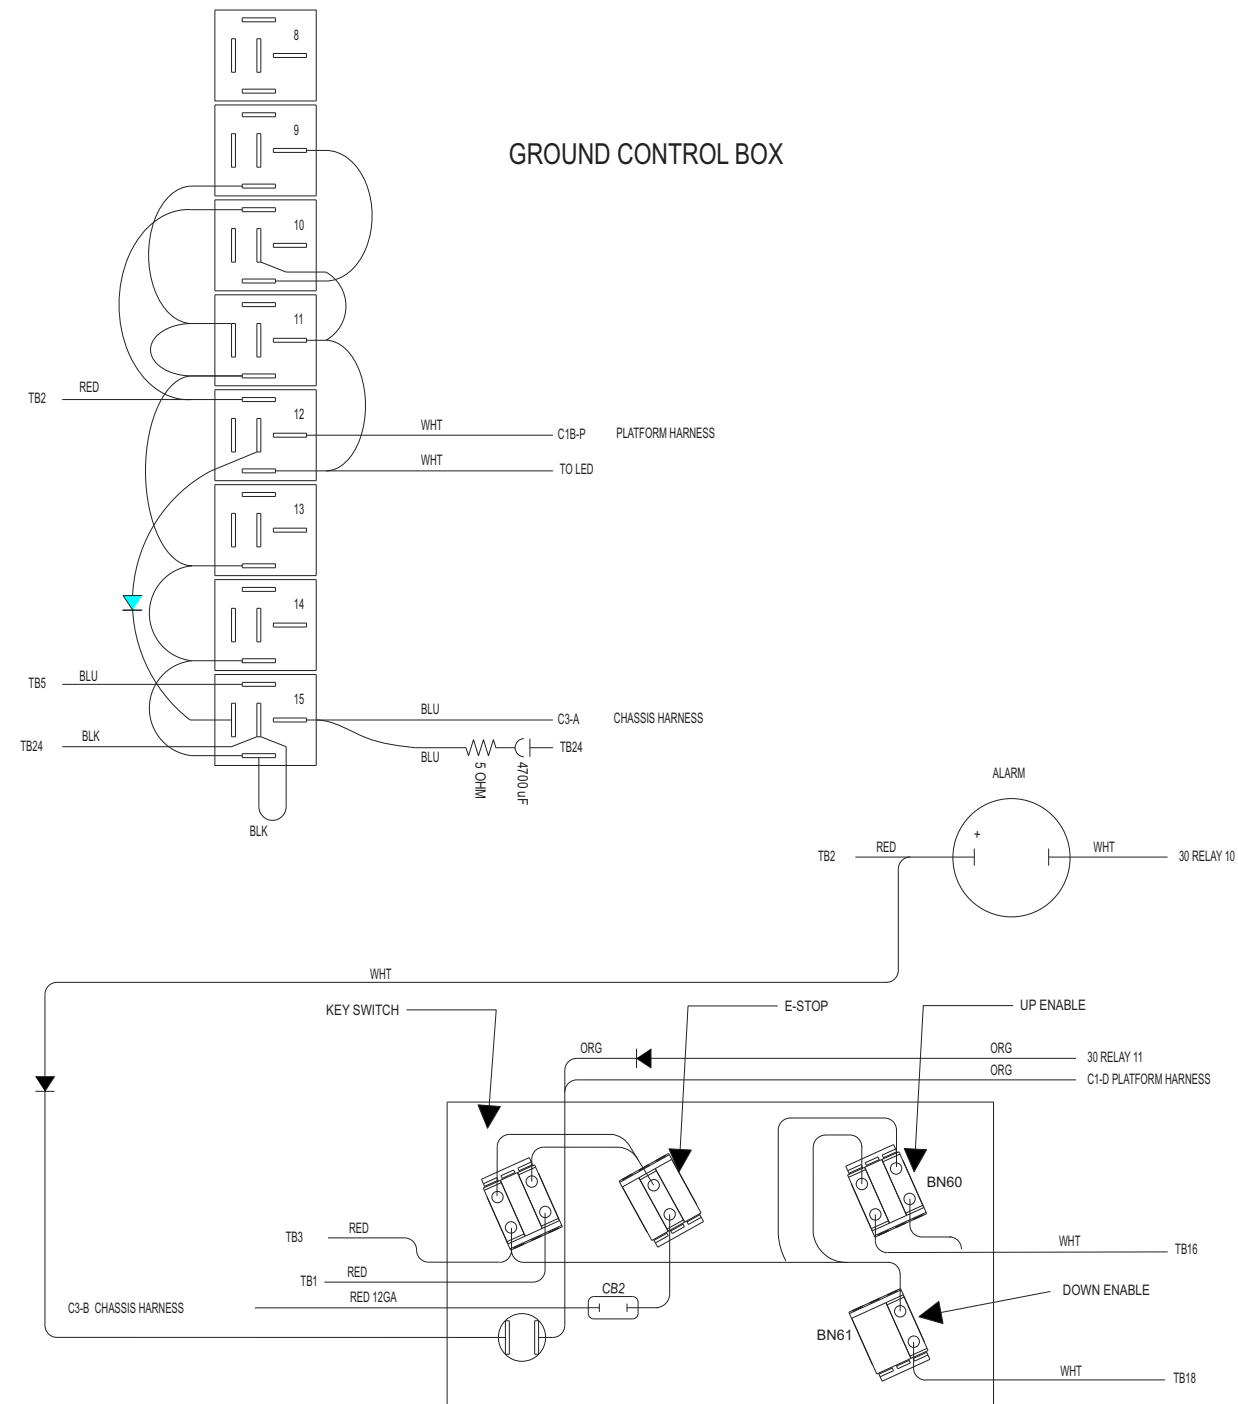 8
9
GROUND CONTROL BOX
10
11
TB2 RED
12
WHT C1B-P PLATFORM HARNESS
WHT TO LED
13
14
TB5 BLU
15
BLU C3-A CHASSIS HARNESS
TB24 BLK
BLU 5 OHM 4700 uF TB24
BLK
ALARM
+
TB2 RED WHT 30 RELAY 10
WHT
KEY SWITCH E-STOP UP ENABLE
ORG ORG 30 RELAY 11
ORG C1-D PLATFORM HARNESS
BN60
TB3 RED
WHT TB16
TB1 RED
CB2 DOWN ENABLE
C3-B CHASSIS HARNESS RED 12GA
BN61
WHT TB18